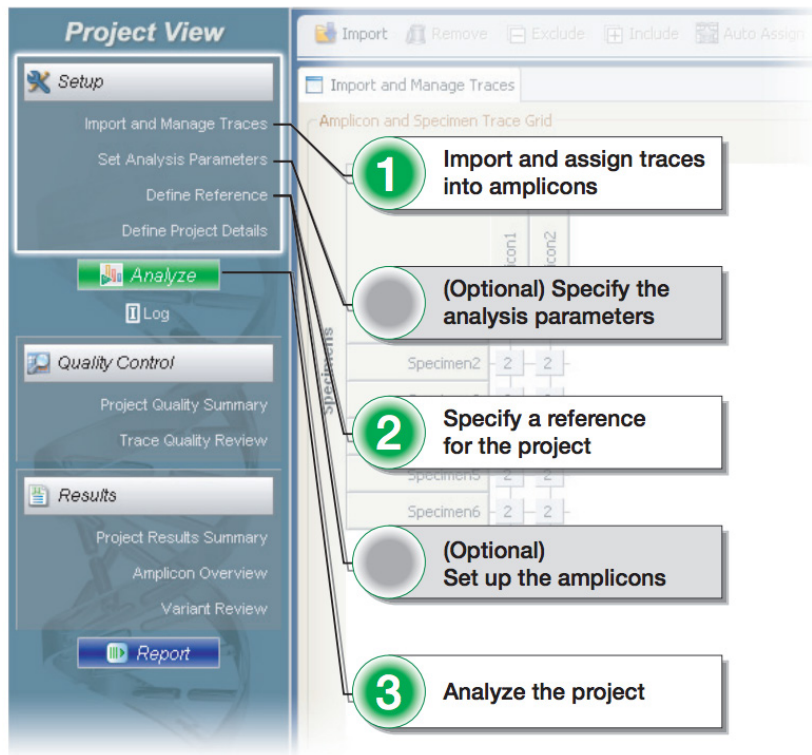 Project View
Import Remove Exclude Include Auto Assign
Setup
Import and Manage Traces
Set Analysis Parameters
Define Reference
Define Project Details
Analyze
Log
Quality Control
Project Quality Summary
Trace Quality Review
Results
Project Results Summary
Amplicon Overview
Variant Review
Report
Import and Manage Traces
Amplicon and Specimen Trace Grid
1
Import and assign traces
into amplicons
(Optional) Specify the
analysis parameters
Specimens
Specimen2 2 2
2
Specify a reference
for the project
Specimen5 2 2
Specimen6 2 2
(Optional)
Set up the amplicons
3
Analyze the project